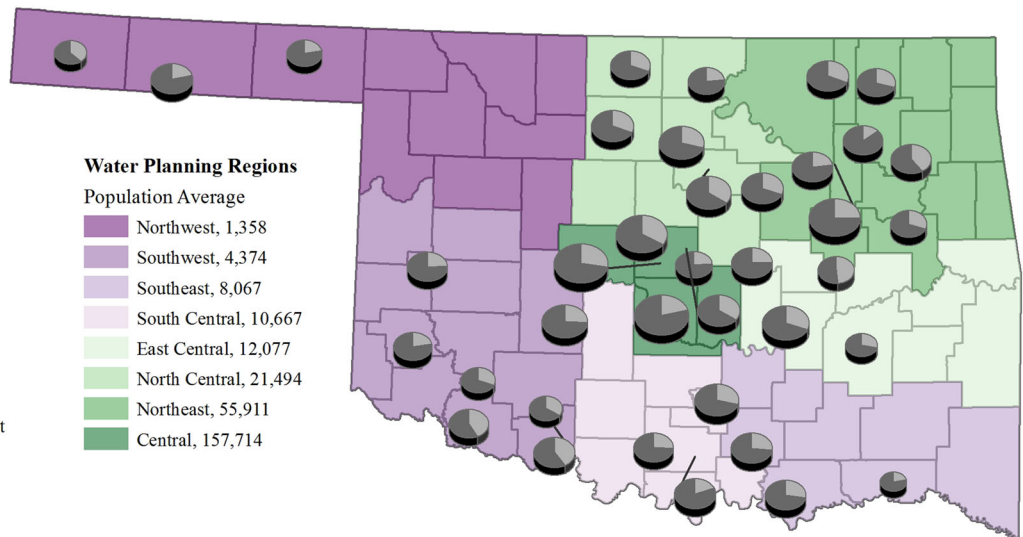 Water Planning Regions
Population Average
Northwest, 1,358
Southwest, 4,374
Southeast, 8,067
South Central, 10,667
East Central, 12,077
North Central, 21,494
Northeast, 55,911
Central, 157,714
t